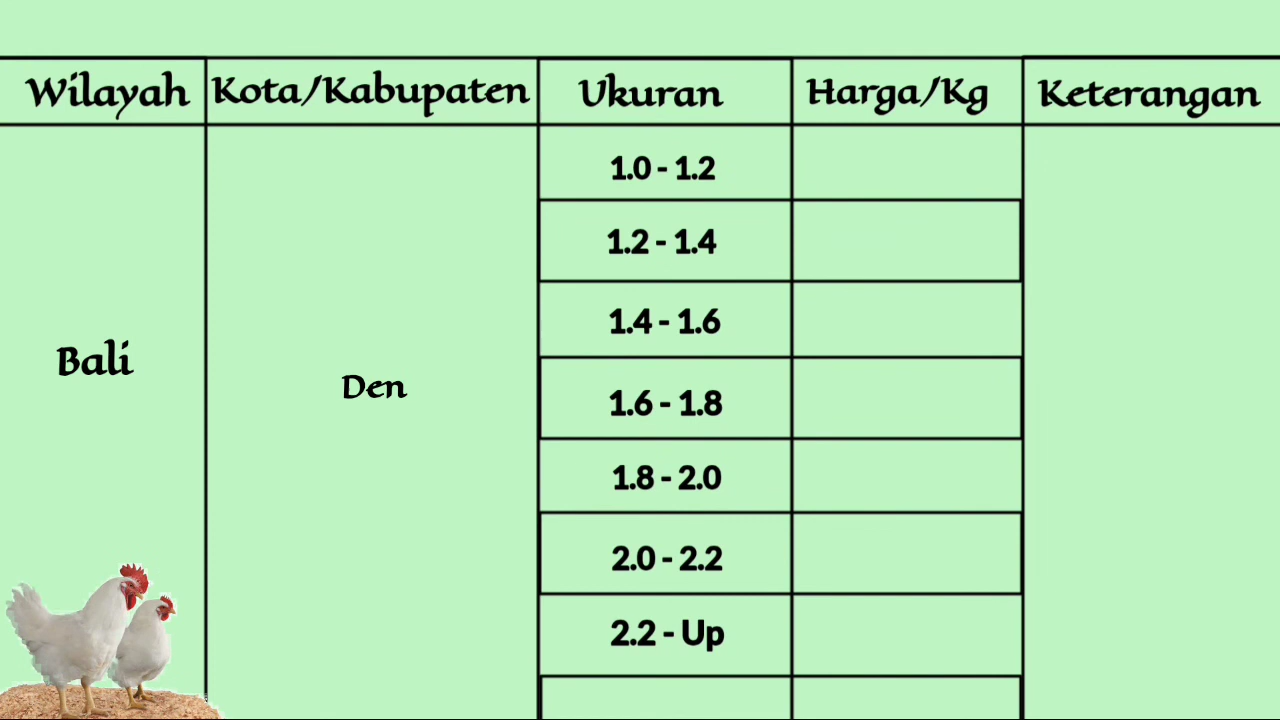 Wilayah Kota/Kabupaten Ukuran Harga/Kg Keterangan
1.0 - 1.2
1.2 - 1.4
1.4 - 1.6
Bali
Den
1.6 - 1.8
1.8 - 2.0
2.0 - 2.2
2.2 - Up